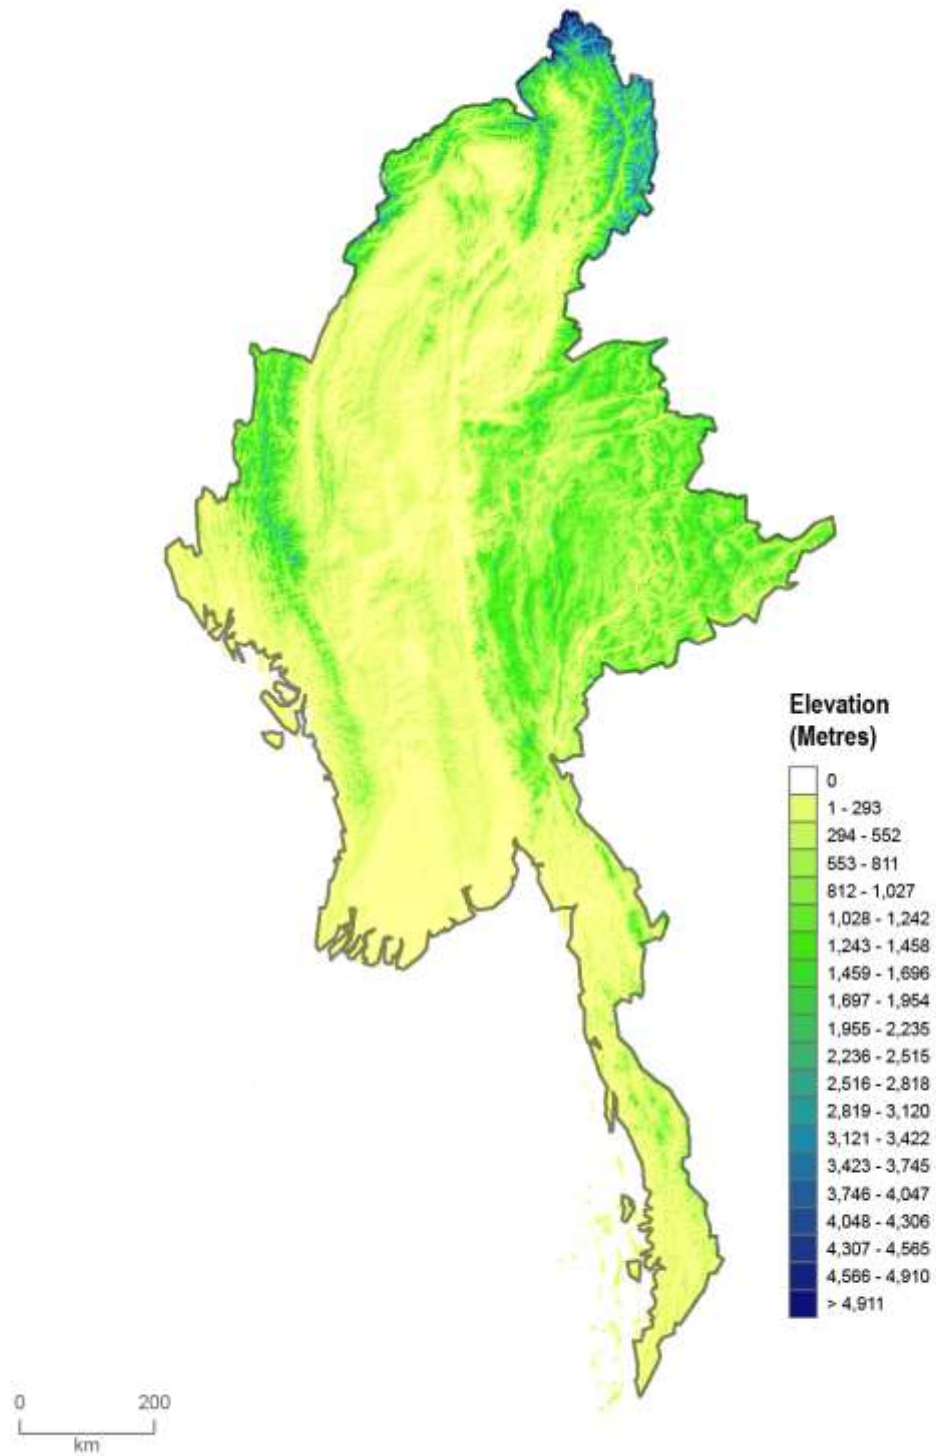 Elevation
(Metres)
0
1 - 293
294 - 552
553 - 811
812 - 1,027
1,028 - 1,242
1,243 - 1,458
1,459 - 1,696
1,697 - 1,954
1,955 - 2,235
2,236 - 2,515
2,516 - 2,818
2,819 - 3,120
3,121 - 3,422
3,423 - 3,745
3,746 - 4,047
4,048 - 4,306
4,307 - 4,565
4,566 - 4,910
> 4,911
0 200
km